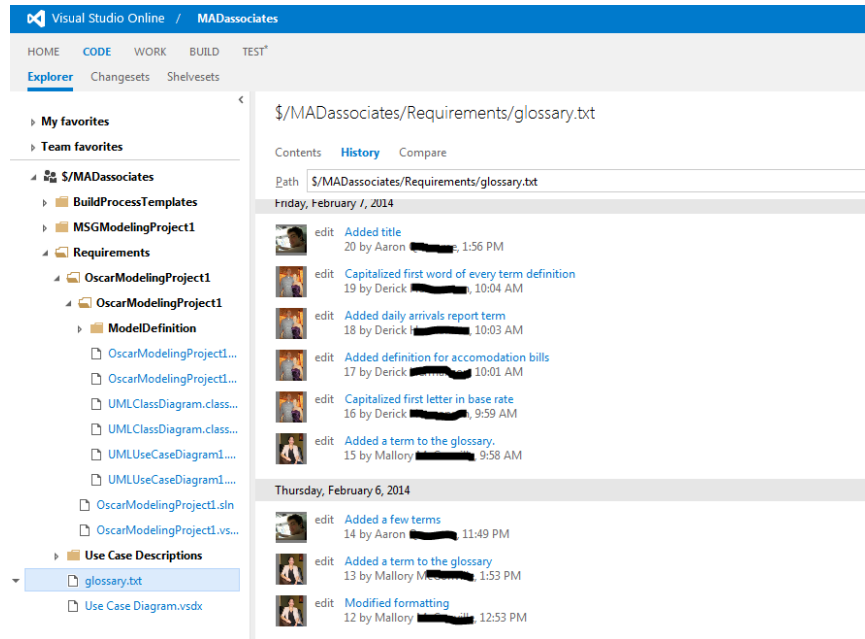 Visual Studio Online / MADassociates
HOME CODE WORK BUILD TEST*
Explorer Changesets Shelvesets
My favorites
Team favorites
$/MADassociates
BuildProcessTemplates
MSGModelingProject1
Requirements
OscarModelingProject1
OscarModelingProject1
ModelDefinition
OscarModelingProject1...
OscarModelingProject1...
UMLClassDiagram.class...
UMLClassDiagram.class...
UMLUseCaseDiagram1....
UMLUseCaseDiagram1....
OscarModelingProject1.sln
OscarModelingProject1.vs...
Use Case Descriptions
glossary.txt
Use Case Diagram.vsdx
$/MADassociates/Requirements/glossary.txt
Contents History Compare
Path $/MADassociates/Requirements/glossary.txt
Friday, February 7, 2014
edit Added title
20 by Aaron , 1:56 PM
edit Capitalized first word of every term definition
19 by Derick , 10:04 AM
edit Added daily arrivals report term
18 by Derick , 10:03 AM
edit Added definition for accomodation bills
17 by Derick 10:01 AM
edit Capitalized first letter in base rate
16 by Derick , 9:59 AM
edit Added a term to the glossary.
15 by Mallory , 9:58 AM
Thursday, February 6, 2014
edit Added a few terms
14 by Aaron , 11:49 PM
edit Added a term to the glossary
13 by Mallory , 1:53 PM
edit Modified formatting
12 by Mallory , 12:53 PM